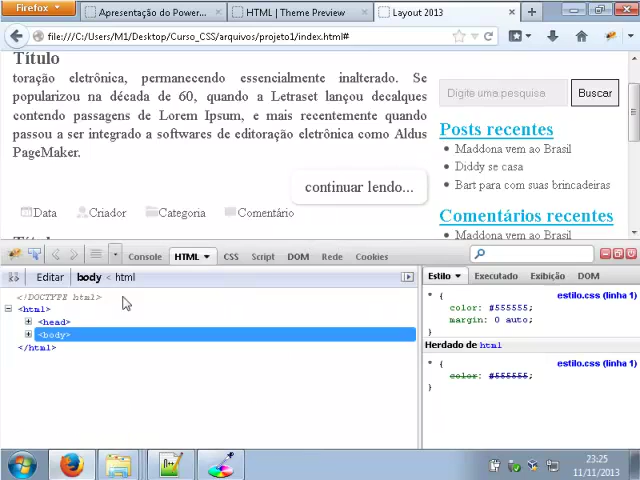 Firefox
Apresentação do Powe...
HTML | Theme Preview
Layout 2013
file:///C:/Users/M1/Desktop/Curso_CSS/arquivos/projeto1/index.html#
Título
toração eletrônica, permanecendo essencialmente inalterado. Se
popularizou na década de 60, quando a Letraset lançou decalques
contendo passagens de Lorem Ipsum, e mais recentemente quando
passou a ser integrado a softwares de editoração eletrônica como Aldus
PageMaker.
continuar lendo...
Data
Criador
Categoria
Comentário
Digite uma pesquisa
Buscar
Posts recentes
Maddona vem ao Brasil
Diddy se casa
Bart para com suas brincadeiras
Comentários recentes
Maddona vem ao Brasil
Console
HTML
CSS
Script
DOM
Rede
Cookies
Editar
body < html
<!DOCTYPE html>
<html>
<head>
<body>
</html>
Estilo
Executado
Exibição
DOM
* {
estilo.css (linha 1)
color: #555555;
margin: 0 auto;
}
Herdado de html
* {
estilo.css (linha 1)
color: #555555;
}
23:25
11/11/2013